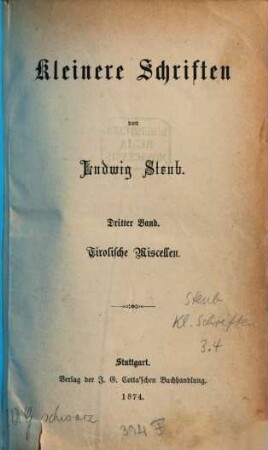 Kleinere Schriften
von
Ludwig Steub.
Dritter Band.
Tirolische Miscellen.
Steub
Kl. Schriften
3.4
Stuttgart.
Verlag der J. G. Cotta'schen Buchhandlung.
1874.
schwarz